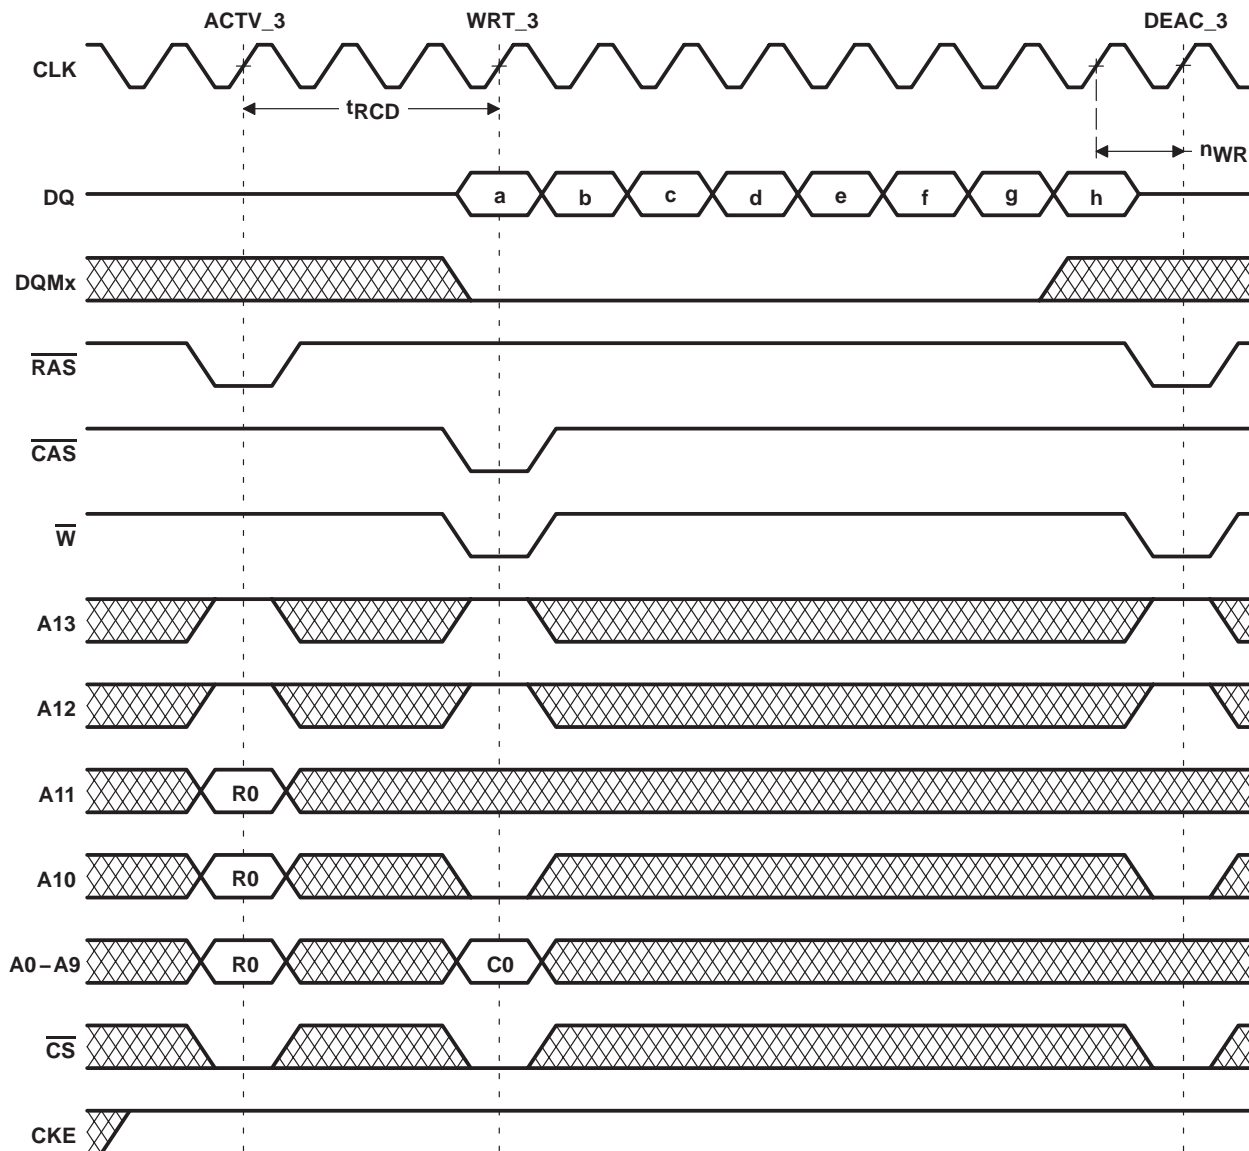 ACTV_3 WRT_3 DEAC_3
CLK
tRCD
nWR
DQ a b c d e f g h
DQMx
RAS
CAS
W
A13
A12
A11 R0
A10 R0
A0–A9 R0 C0
CS
CKE